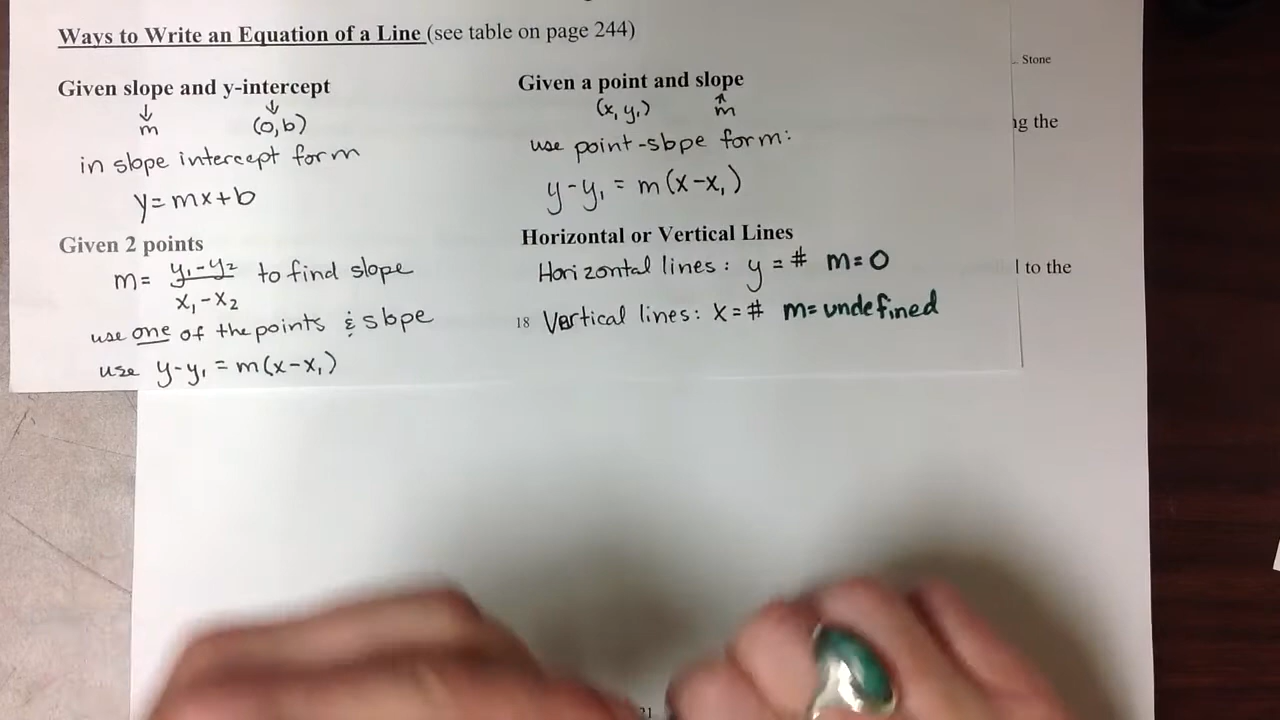 Ways to Write an Equation of a Line (see table on page 244)
Given slope and y-intercept
↓ ↓
m (0,b)
in slope intercept form
y=mx+b
Given a point and slope
(x, y₁) ↑ m
use point-slope form:
y-y₁ = m(x-x₁)
Given 2 points
m= y₁-y₂ to find slope
x₁-x₂
use one of the points & slope
use y-y₁ = m(x-x₁)
Horizontal or Vertical Lines
Horizontal lines: y = # m=0
18 Vertical lines: x = # m=undefined
Stone
the
to the